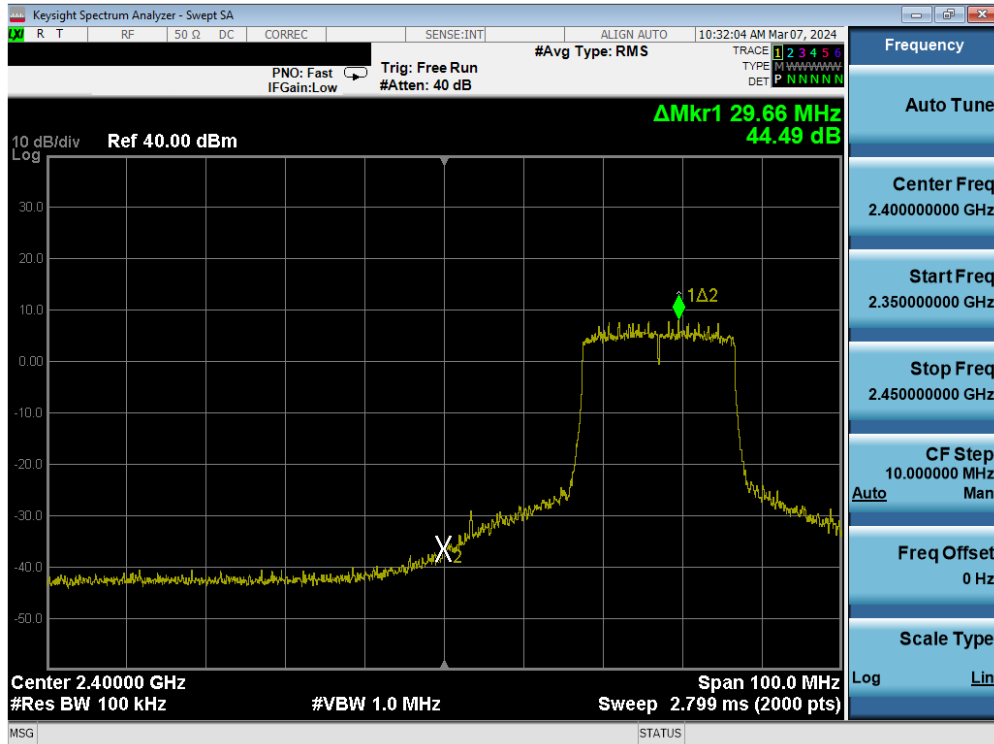 Keysight Spectrum Analyzer - Swept SA
LXI R T RF 50 Ω DC CORREC SENSE:INT ALIGN AUTO 10:32:04 AM Mar 07, 2024
PNO: Fast
IFGain:Low
Trig: Free Run
#Atten: 40 dB
#Avg Type: RMS
TRACE 1 2 3 4 5 6
TYPE M WWWWW
DET P N N N N N
ΔMkr1 29.66 MHz
44.49 dB
10 dB/div Ref 40.00 dBm
Log
30.0
20.0
10.0
0.00
-10.0
-20.0
-30.0
-40.0
-50.0
1Δ2
X2
Center 2.40000 GHz Span 100.0 MHz
#Res BW 100 kHz #VBW 1.0 MHz Sweep 2.799 ms (2000 pts)
MSG STATUS
Frequency
Auto Tune
Center Freq
2.400000000 GHz
Start Freq
2.350000000 GHz
Stop Freq
2.450000000 GHz
CF Step
10.000000 MHz
Auto Man
Freq Offset
0 Hz
Scale Type
Log Lin